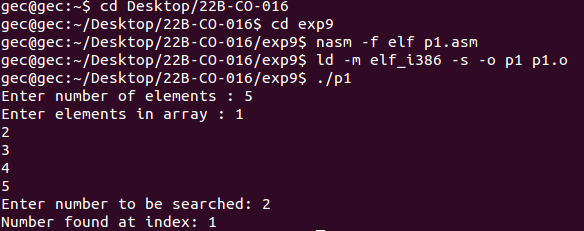 gec@gec:~$ cd Desktop/22B-CO-016
gec@gec:~/Desktop/22B-CO-016$ cd exp9
gec@gec:~/Desktop/22B-CO-016/exp9$ nasm -f elf p1.asm
gec@gec:~/Desktop/22B-CO-016/exp9$ ld -m elf_i386 -s -o p1 p1.o
gec@gec:~/Desktop/22B-CO-016/exp9$ ./p1
Enter number of elements : 5
Enter elements in array : 1
2
3
4
5
Enter number to be searched: 2
Number found at index: 1